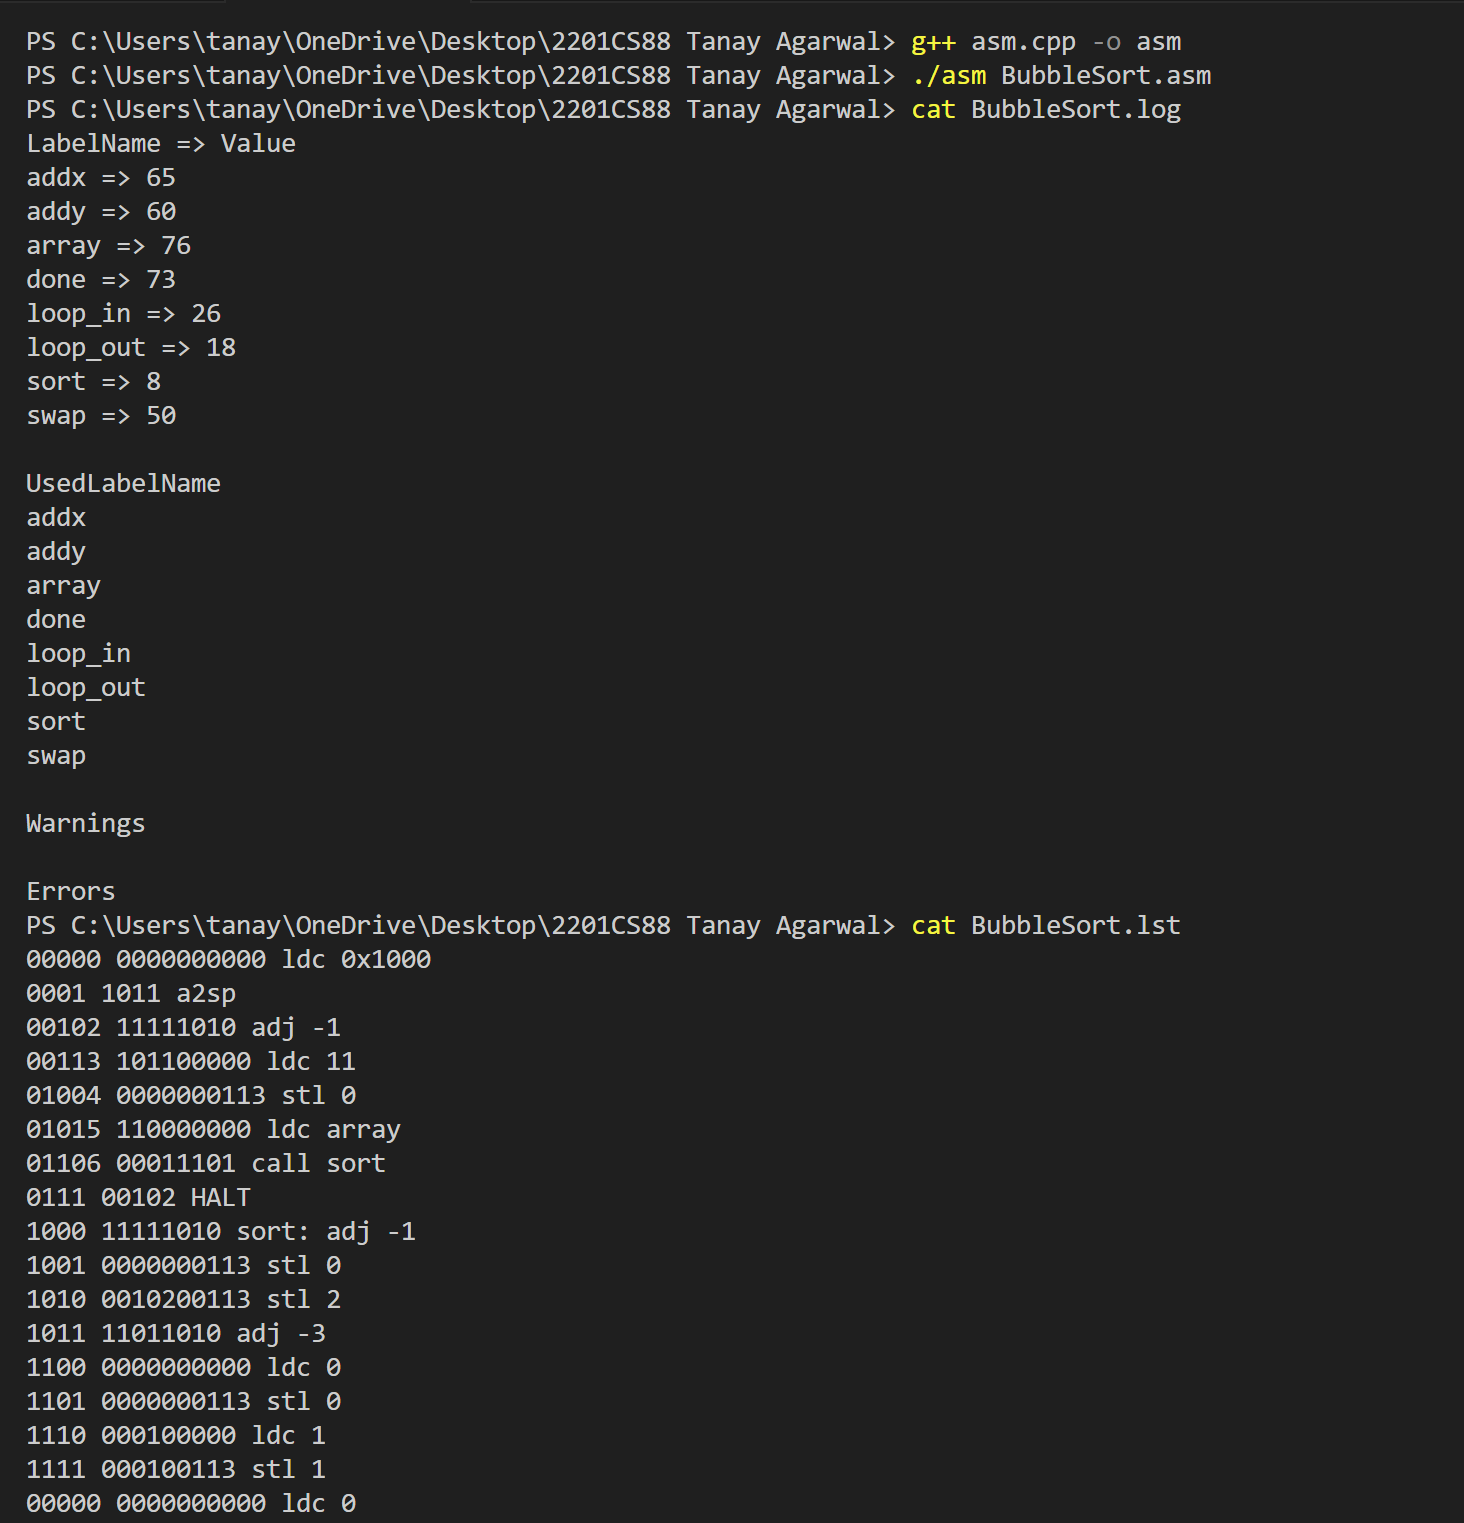 PS C:\Users\tanay\OneDrive\Desktop\2201CS88 Tanay Agarwal> g++ asm.cpp -o asm
PS C:\Users\tanay\OneDrive\Desktop\2201CS88 Tanay Agarwal> ./asm BubbleSort.asm
PS C:\Users\tanay\OneDrive\Desktop\2201CS88 Tanay Agarwal> cat BubbleSort.log
LabelName => Value
addx => 65
addy => 60
array => 76
done => 73
loop_in => 26
loop_out => 18
sort => 8
swap => 50
UsedLabelName
addx
addy
array
done
loop_in
loop_out
sort
swap
Warnings
Errors
PS C:\Users\tanay\OneDrive\Desktop\2201CS88 Tanay Agarwal> cat BubbleSort.lst
00000 0000000000 ldc 0x1000
0001 1011 a2sp
00102 11111010 adj -1
00113 101100000 ldc 11
01004 0000000113 stl 0
01015 110000000 ldc array
01106 00011101 call sort
0111 00102 HALT
1000 11111010 sort: adj -1
1001 0000000113 stl 0
1010 0010200113 stl 2
1011 11011010 adj -3
1100 0000000000 ldc 0
1101 0000000113 stl 0
1110 000100000 ldc 1
1111 000100113 stl 1
00000 0000000000 ldc 0